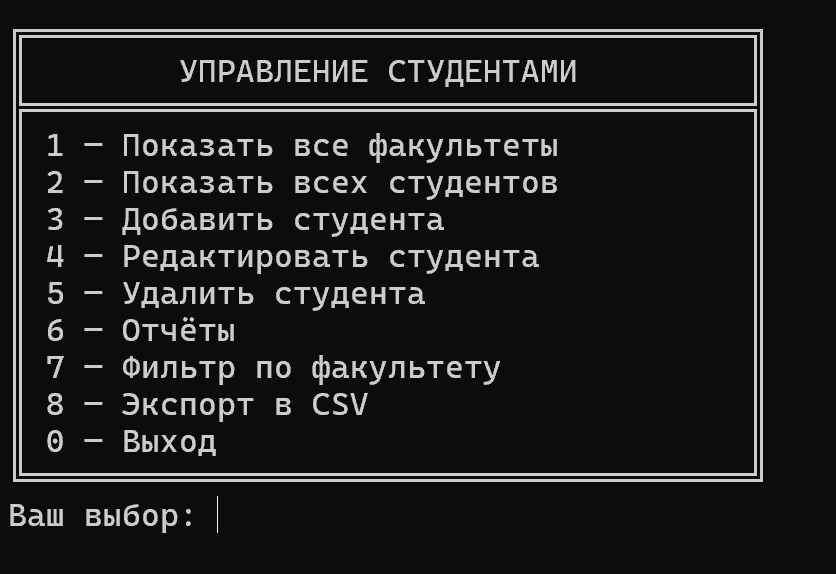 УПРАВЛЕНИЕ СТУДЕНТАМИ
1 — Показать все факультеты
2 — Показать всех студентов
3 — Добавить студента
4 — Редактировать студента
5 — Удалить студента
6 — Отчёты
7 — Фильтр по факультету
8 — Экспорт в CSV
0 — Выход
Ваш выбор: